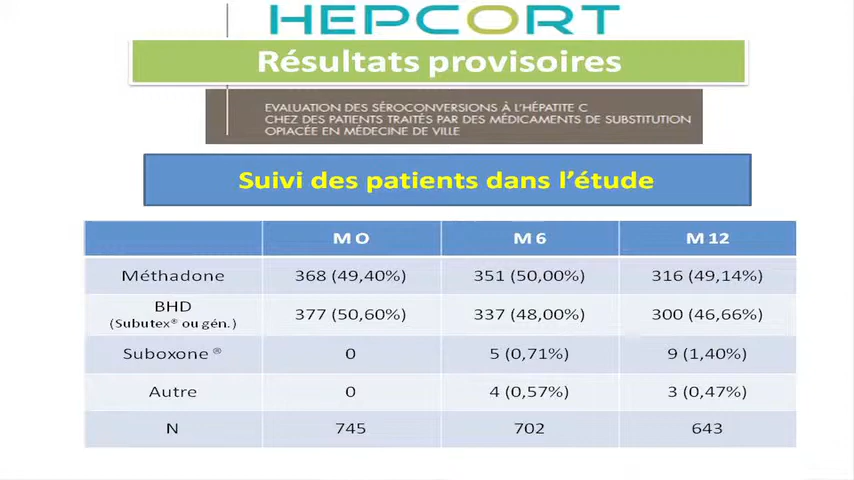 HEPCORT
Résultats provisoires
EVALUATION DES SÉROCONVERSIONS À L'HÉPATITE C
CHEZ DES PATIENTS TRAITÉS PAR DES MÉDICAMENTS DE SUBSTITUTION
OPIACÉE EN MÉDECINE DE VILLE
Suivi des patients dans l'étude
M O M 6 M 12
Méthadone 368 (49,40%) 351 (50,00%) 316 (49,14%)
BHD
(Subutex® ou gén.) 377 (50,60%) 337 (48,00%) 300 (46,66%)
Suboxone ® 0 5 (0,71%) 9 (1,40%)
Autre 0 4 (0,57%) 3 (0,47%)
N 745 702 643